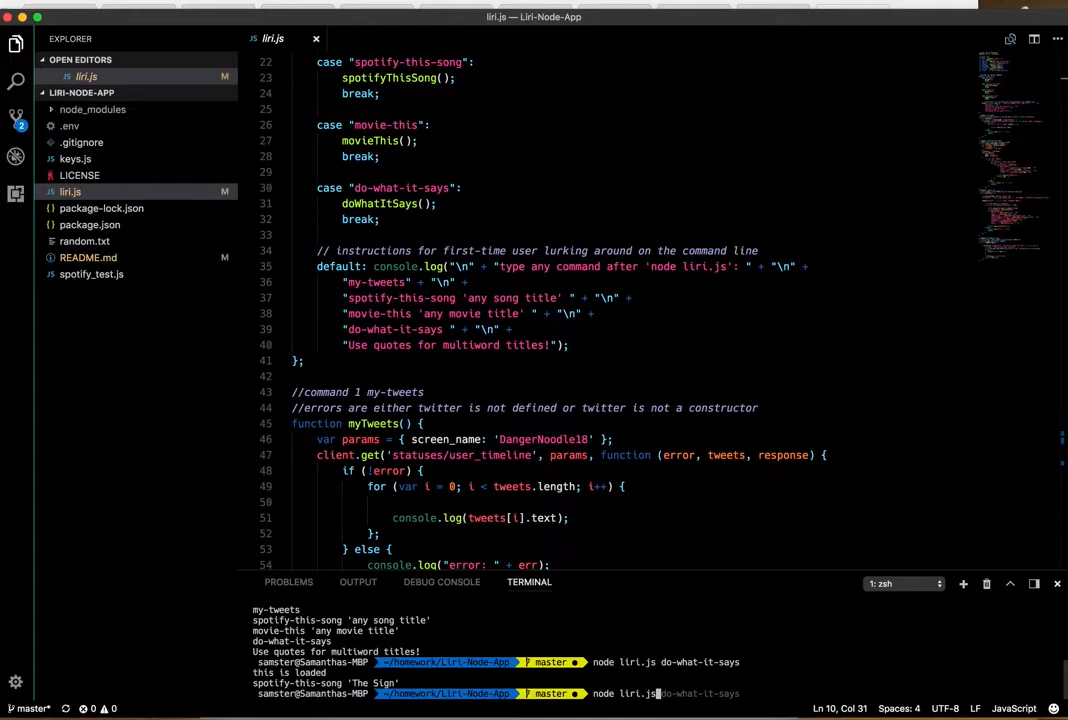 liri.js — Liri-Node-App
EXPLORER
OPEN EDITORS
JS liri.js M
LIRI-NODE-APP
node_modules
.env
.gitignore
JS keys.js
LICENSE
JS liri.js M
{} package-lock.json
{} package.json
random.txt
README.md M
JS spotify_test.js
2
JS liri.js
22 case "spotify-this-song":
23 spotifyThisSong();
24 break;
25
26 case "movie-this":
27 movieThis();
28 break;
29
30 case "do-what-it-says":
31 doWhatItSays();
32 break;
33
34 // instructions for first-time user lurking around on the command line
35 default: console.log("\n" + "type any command after 'node liri.js': " + "\n" +
36 "my-tweets" + "\n" +
37 "spotify-this-song 'any song title' " + "\n" +
38 "movie-this 'any movie title' " + "\n" +
39 "do-what-it-says " + "\n" +
40 "Use quotes for multiword titles!");
41 };
42
43 //command 1 my-tweets
44 //errors are either twitter is not defined or twitter is not a constructor
45 function myTweets() {
46 var params = { screen_name: 'DangerNoodle18' };
47 client.get('statuses/user_timeline', params, function (error, tweets, response) {
48 if (!error) {
49 for (var i = 0; i < tweets.length; i++) {
50
51 console.log(tweets[i].text);
52 };
53 } else {
54 console.log("error: " + err);
PROBLEMS OUTPUT DEBUG CONSOLE TERMINAL 1: zsh
my-tweets
spotify-this-song 'any song title'
movie-this 'any movie title'
do-what-it-says
Use quotes for multiword titles!
samster@Samanthas-MBP ~/homework/Liri-Node-App master ● node liri.js do-what-it-says
this is loaded
spotify-this-song 'The Sign'
samster@Samanthas-MBP ~/homework/Liri-Node-App master ● node liri.js do-what-it-says
master* 0 0 Ln 10, Col 31 Spaces: 4 UTF-8 LF JavaScript